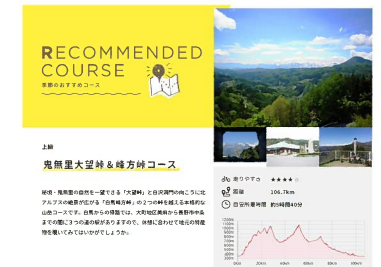 RECOMMENDED
COURSE
季節のおすすめコース
上級
鬼無里大望峠&峰方峠コース
秘境・鬼無里の自然を一望できる「大望峠」と白沢洞門の向こうに北
アルプスの絶景が広がる「白馬峰方峠」の2つの峠を越える本格的な
山岳コースです。白馬からの帰路では、大町地区美麻から長野市中条
までの間に3つの道の駅がありますので、休憩に合わせて地元の特産
物を覗いてみてはいかがでしょうか。
走りやすさ ★★★★☆
距離 106.7km
目安所要時間 約5時間40分